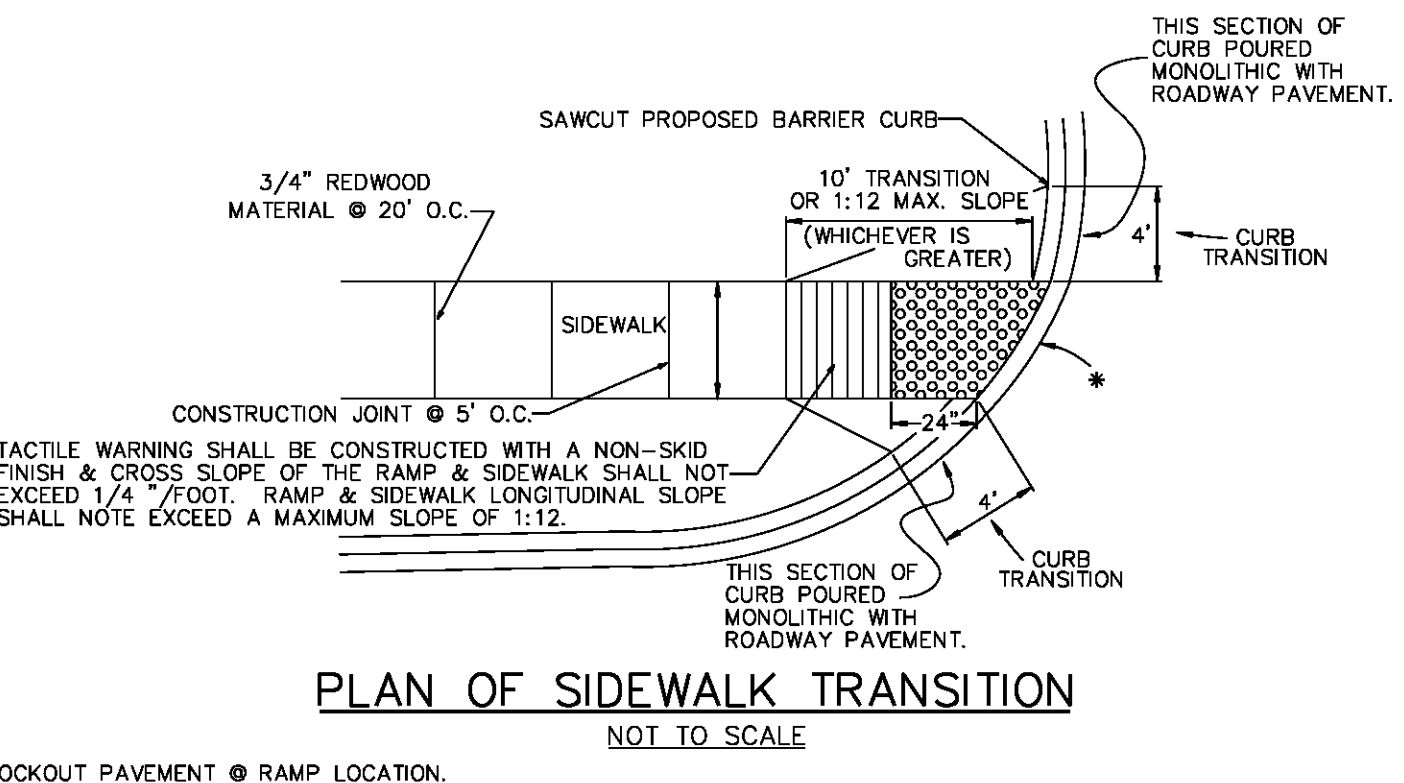 THIS SECTION OF
CURB POURED
MONOLITHIC WITH
ROADWAY PAVEMENT.
SAWCUT PROPOSED BARRIER CURB
3/4" REDWOOD
MATERIAL @ 20' O.C.
10' TRANSITION
OR 1:12 MAX. SLOPE
(WHICHEVER IS
GREATER)
4'
CURB
TRANSITION
SIDEWALK
*
CONSTRUCTION JOINT @ 5' O.C.
24"
TACTILE WARNING SHALL BE CONSTRUCTED WITH A NON-SKID
FINISH & CROSS SLOPE OF THE RAMP & SIDEWALK SHALL NOT
EXCEED 1/4 "/FOOT. RAMP & SIDEWALK LONGITUDINAL SLOPE
SHALL NOTE EXCEED A MAXIMUM SLOPE OF 1:12.
4'
CURB
TRANSITION
THIS SECTION OF
CURB POURED
MONOLITHIC WITH
ROADWAY PAVEMENT.
PLAN OF SIDEWALK TRANSITION
NOT TO SCALE
OCKOUT PAVEMENT @ RAMP LOCATION.